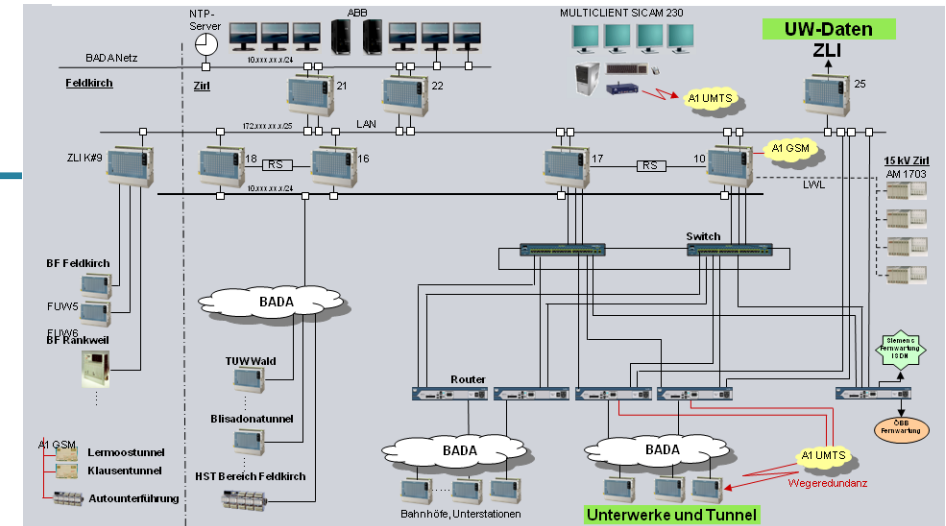 NTP-
Server
ABB
MULTICLIENT SICAM 230
UW-Daten
ZLI
BADA Netz
10.xxx.xx.x/24
Feldkirch
Zirl
21
22
25
A1 UMTS
172.xxx.xx.x/25
LAN
ZLI K#9
18
RS
16
17
RS
10
A1 GSM
15 kV Zirl
AM 1703
LWL
10.xxx.xx.x/24
Switch
BF Feldkirch
FUW5
FUW6
BF Rankweil
BADA
TUW Wald
Router
Siemens
Fernwartung
ISDN
Blisadonatunnel
ÖBB
Fernwartung
A1 GSM
Lermoostunnel
Klausentunnel
HST Bereich Feldkirch
BADA
BADA
A1 UMTS
Wegeredundanz
Autounterführung
Bahnhöfe, Unterstationen
Unterwerke und Tunnel